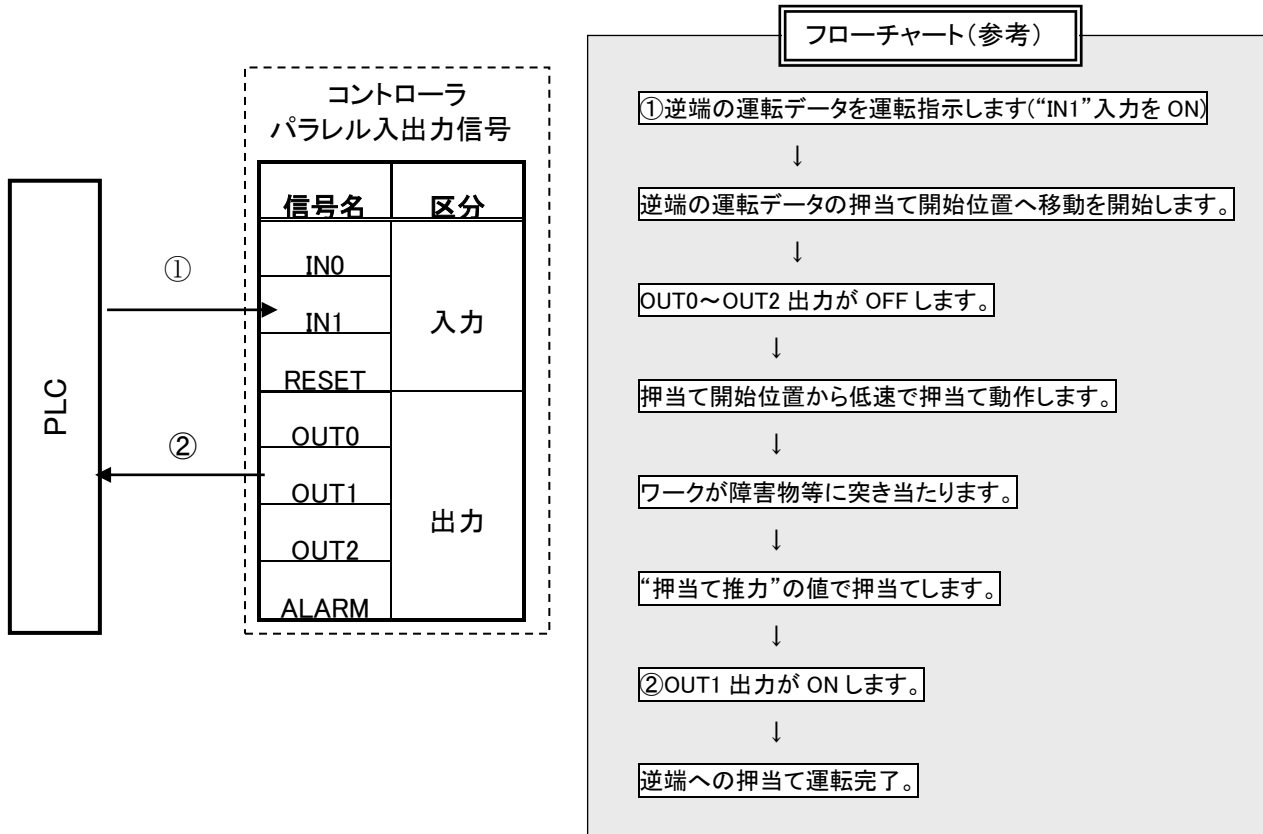 コントローラ
パラレル入出力信号
信号名 区分
IN0
IN1
RESET
入力
OUT0
OUT1
OUT2
ALARM
出力
PLC
①
②
フローチャート(参考)
①逆端の運転データを運転指示します(“IN1”入力を ON)
↓
逆端の運転データの押当て開始位置へ移動を開始します。
↓
OUT0～OUT2 出力が OFF します。
↓
押当て開始位置から低速で押当て動作します。
↓
ワークが障害物等に突き当たります。
↓
“押当て推力”の値で押当てします。
↓
②OUT1 出力が ON します。
↓
逆端への押当て運転完了。